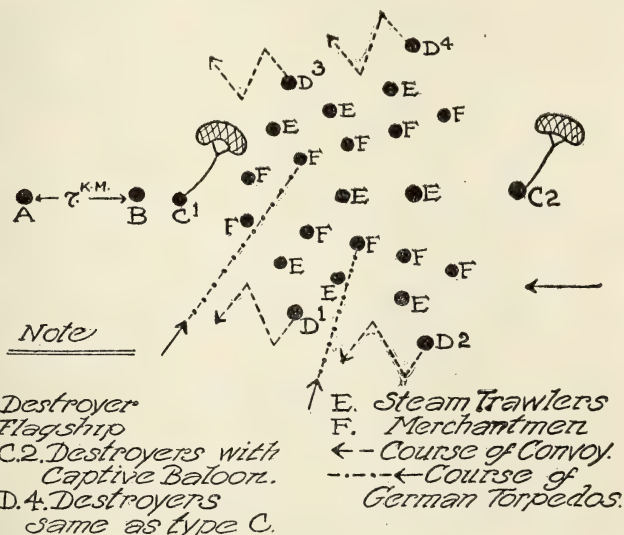 D4
D3
E
E
F
E
F
F
F
F
7. K.M.
A
B
C1
E
E
C2
F
F
F
F
E
F
E
E
D1
D2
Note
Destroyer
Flagship
C.2. Destroyers with
Captive Baloon.
D.4. Destroyers
same as type C.
E. Steam Trawlers
F. Merchantmen
Course of Convoy.
Course of
German Torpedos.